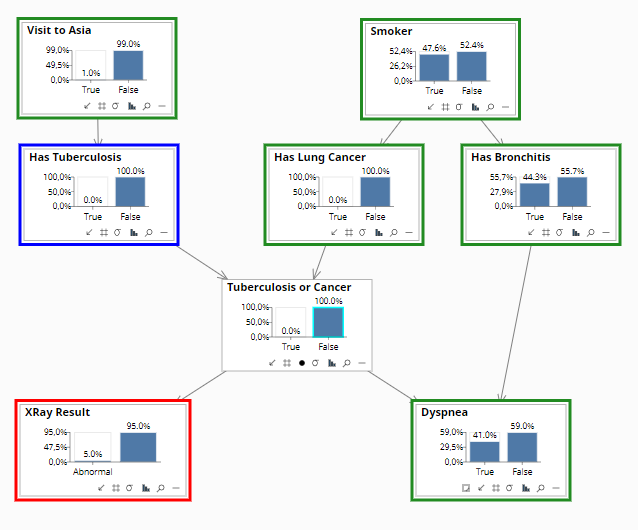 Visit to Asia
99.0%
99,0%
49,5%
1.0%
0,0%
True False
Smoker
47.6% 52.4%
52,4%
26,2%
0,0%
True False
Has Tuberculosis
100.0%
100,0%
50,0%
0.0%
0,0%
True False
Has Lung Cancer
100.0%
100,0%
50,0%
0.0%
0,0%
True False
Has Bronchitis
55.7%
55,7%
44.3%
27,9%
0,0%
True False
Tuberculosis or Cancer
100.0%
100,0%
50,0%
0.0%
0,0%
True False
XRay Result
95.0%
95,0%
47,5%
5.0%
0,0%
Abnormal
Dyspnea
59.0%
59,0%
41.0%
29,5%
0,0%
True False